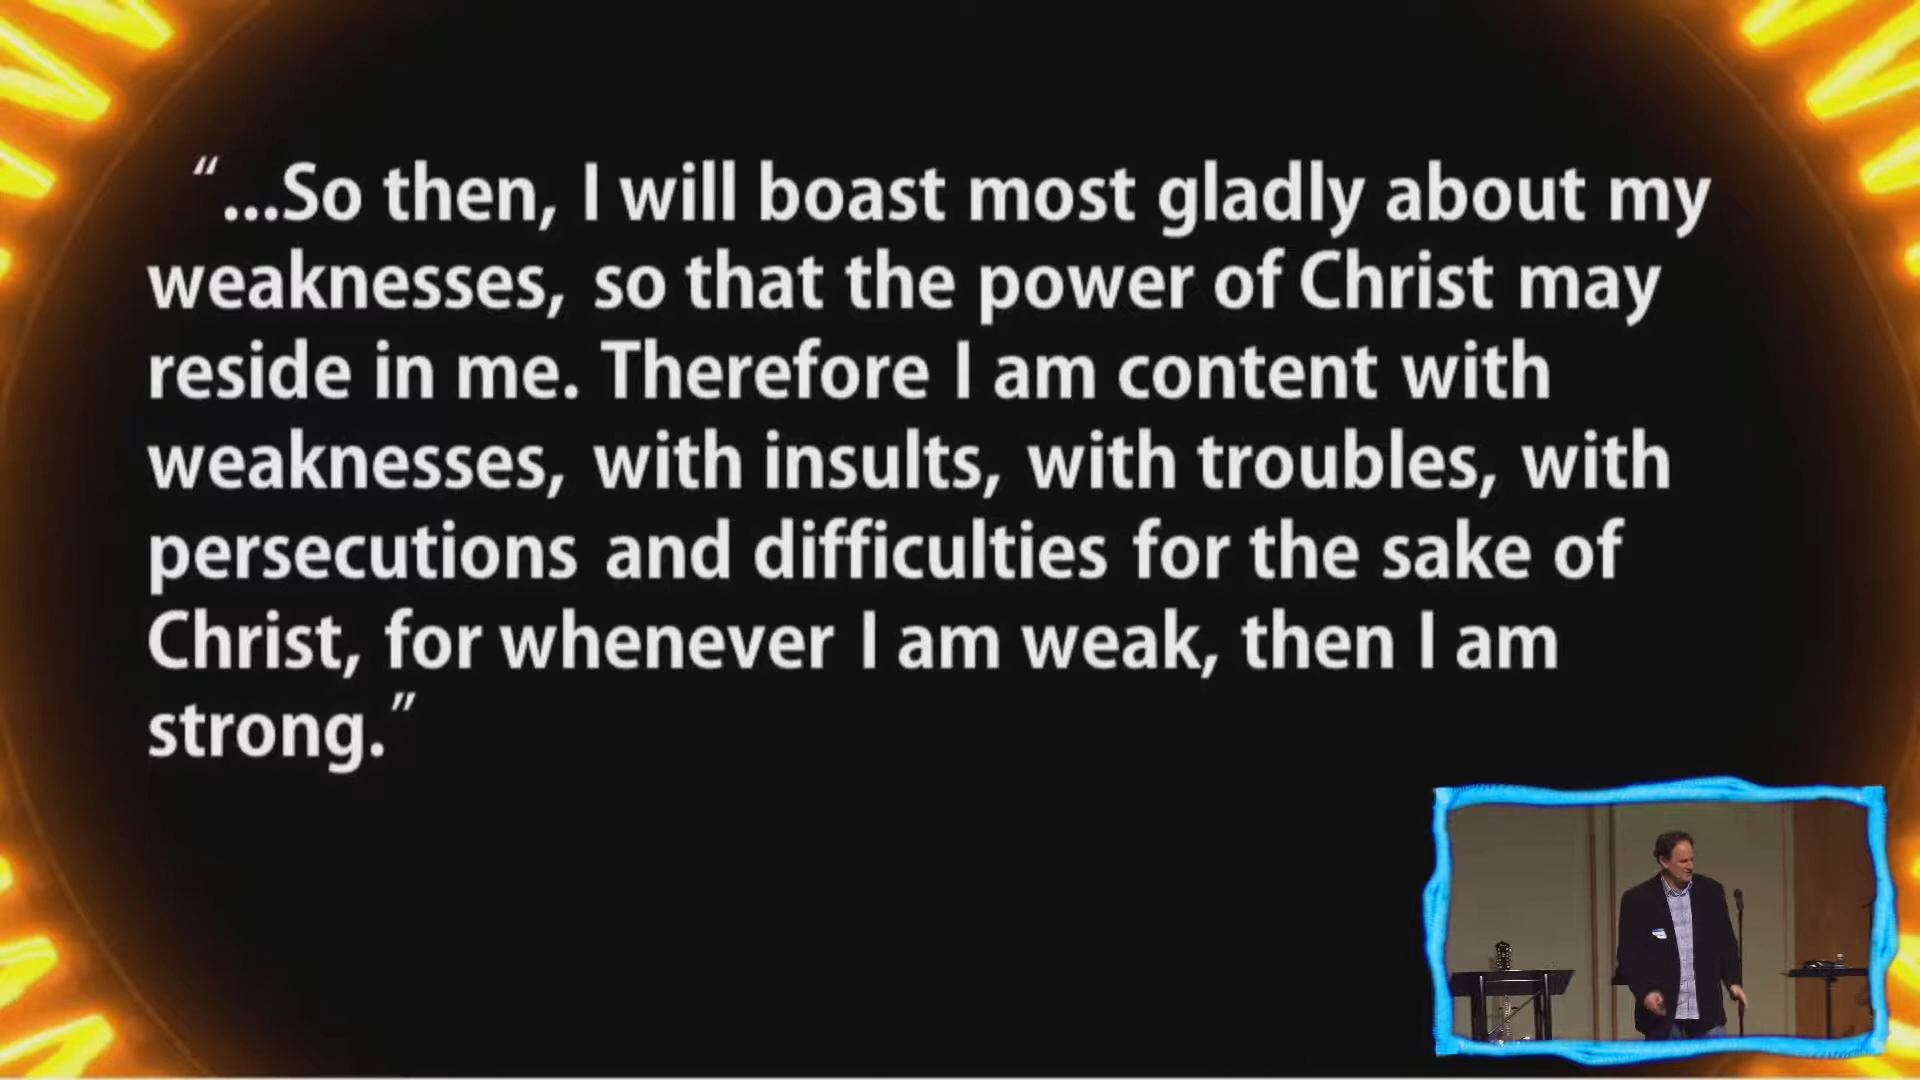 “...So then, I will boast most gladly about my
weaknesses, so that the power of Christ may
reside in me. Therefore I am content with
weaknesses, with insults, with troubles, with
persecutions and difficulties for the sake of
Christ, for whenever I am weak, then I am
strong.”